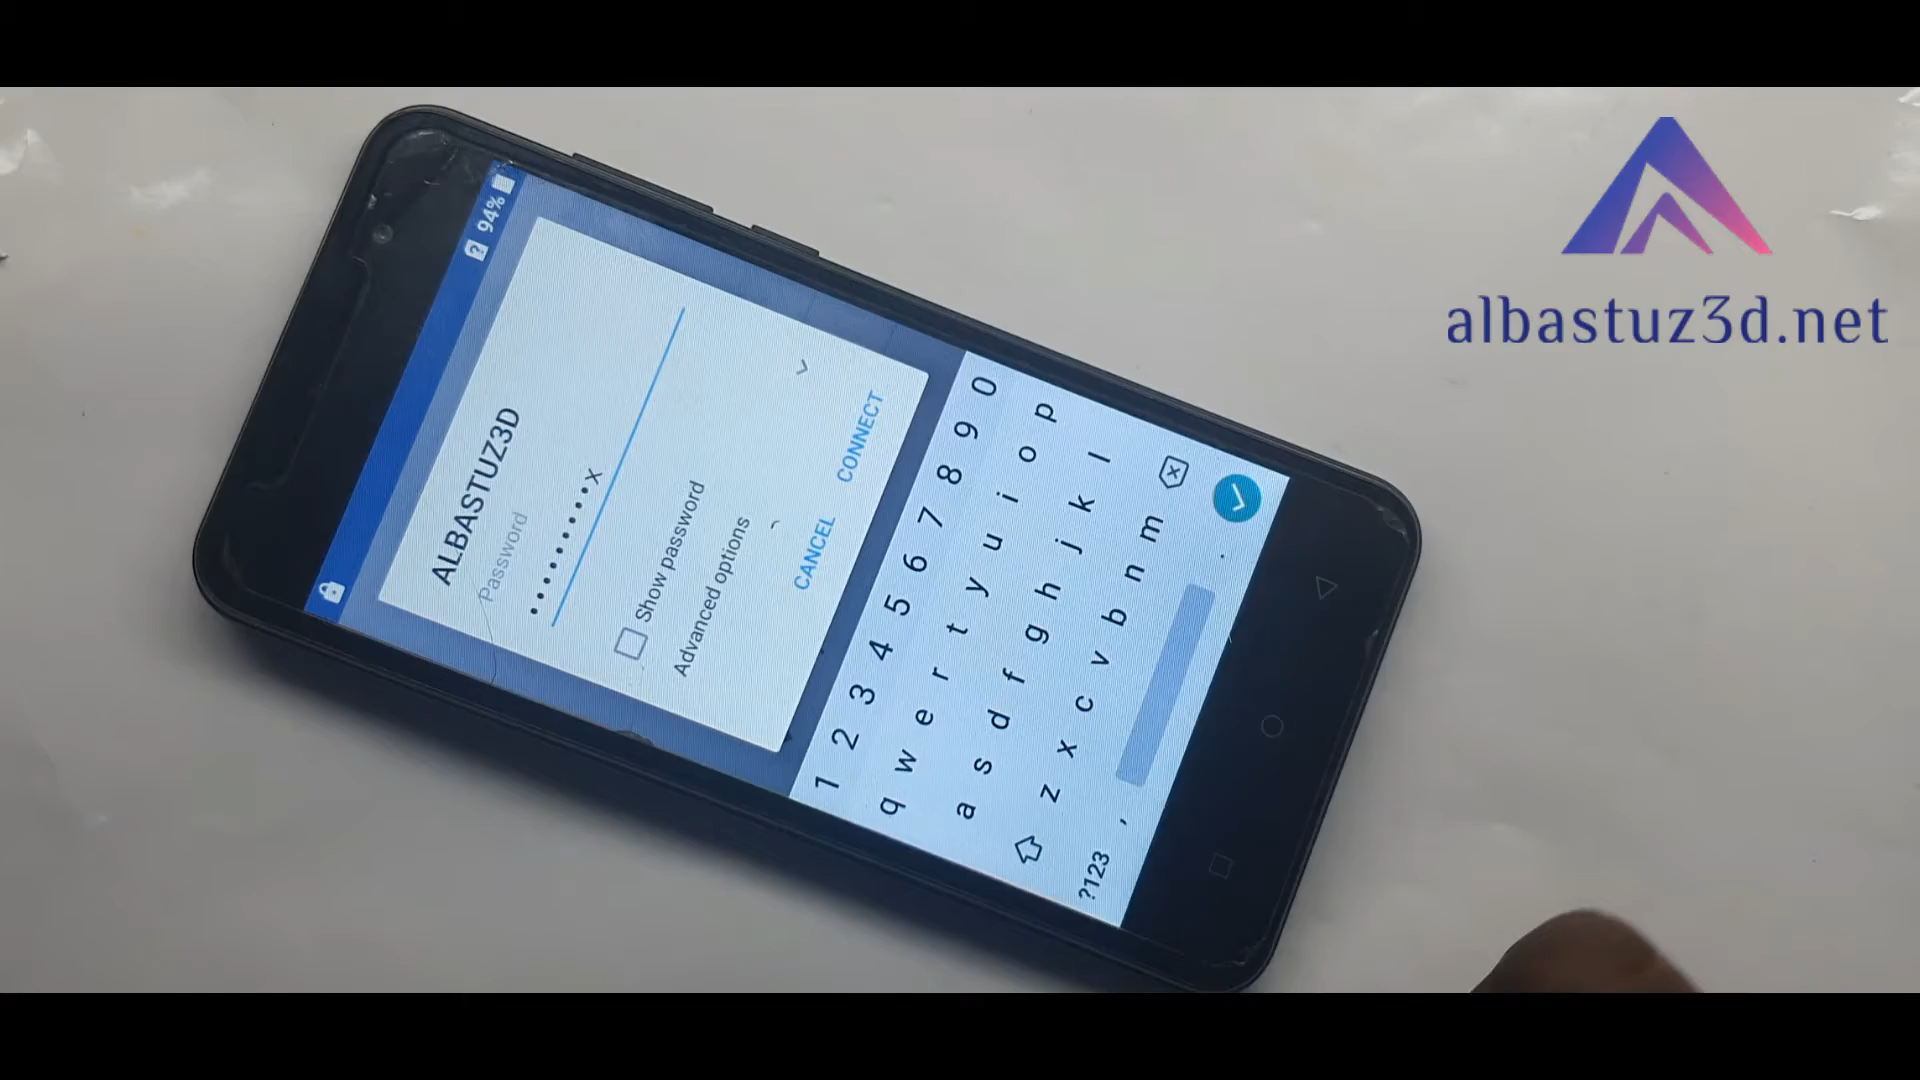 94%
ALBASTUZ3D
Password
•••••••••x
Show password
Advanced options
CANCEL CONNECT
1 2 3 4 5 6 7 8 9 0
q w e r t y u i o p
a s d f g h j k l
z x c v b n m
?123 , .
albastuz3d.net